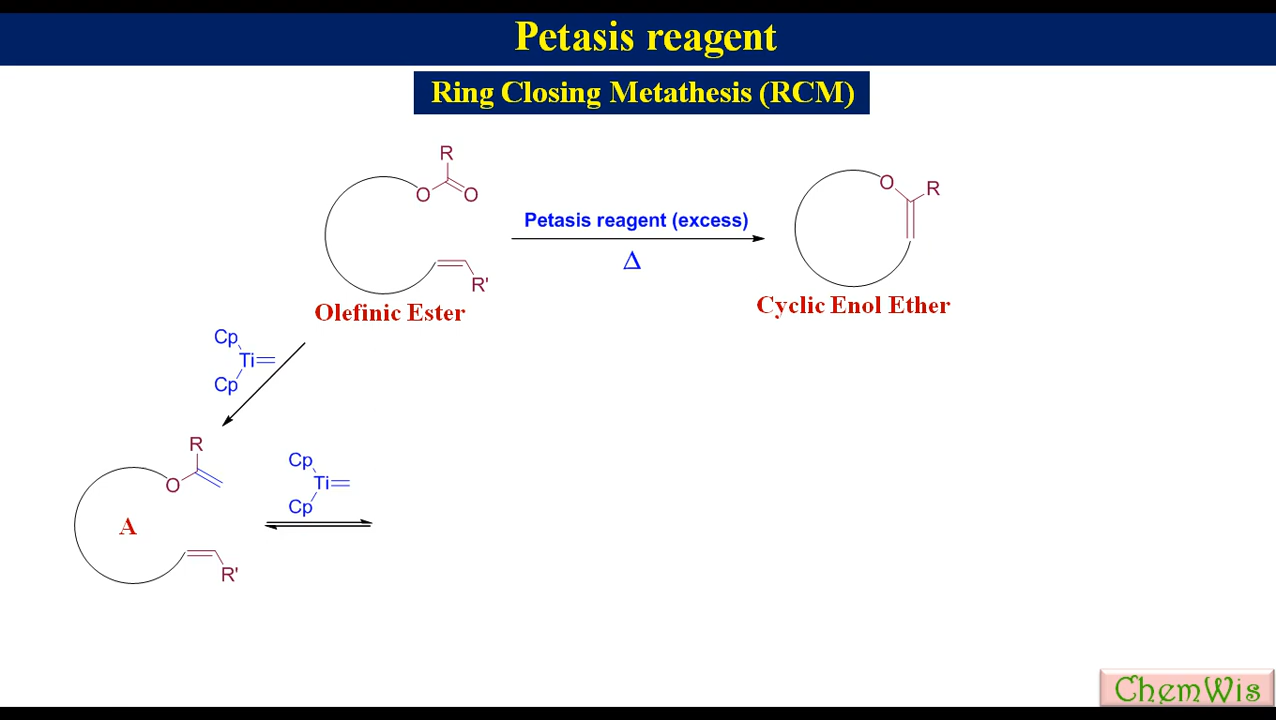 Petasis reagent
Ring Closing Metathesis (RCM)
R
O
O
R'
Olefinic Ester
Petasis reagent (excess)
Δ
O
R
Cyclic Enol Ether
Cp
Ti
Cp
R
O
A
R'
Cp
Ti
Cp
ChemWis